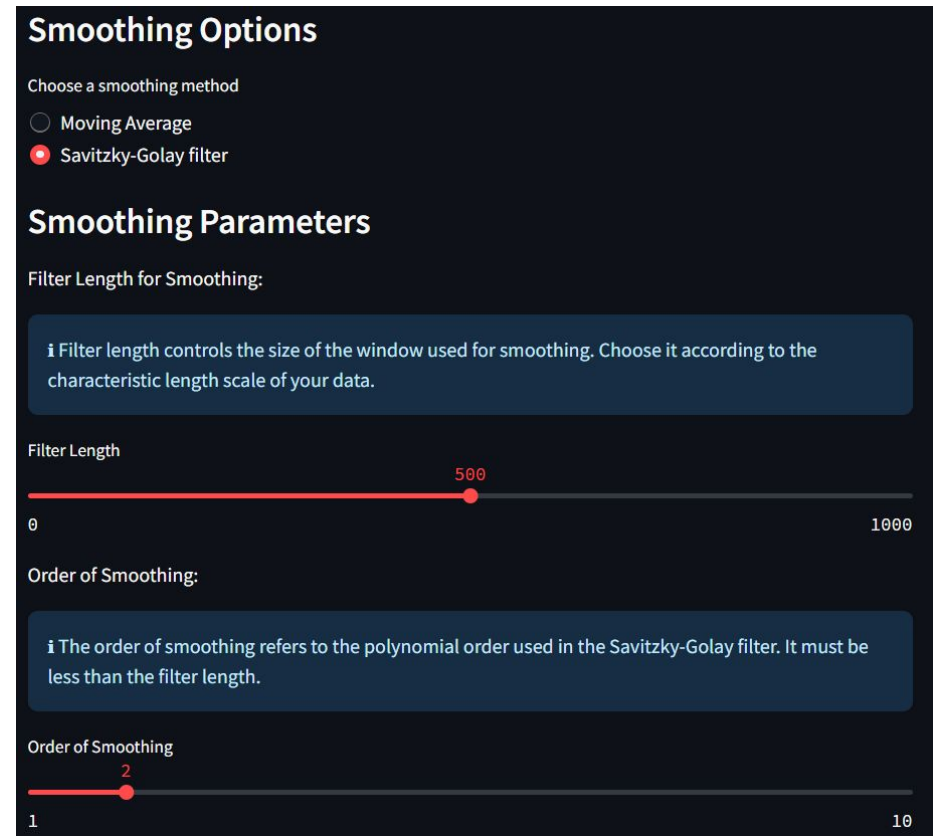 Smoothing Options
Choose a smoothing method
Moving Average
Savitzky-Golay filter
Smoothing Parameters
Filter Length for Smoothing:
ℹ Filter length controls the size of the window used for smoothing. Choose it according to the
characteristic length scale of your data.
Filter Length
500
0 1000
Order of Smoothing:
ℹ The order of smoothing refers to the polynomial order used in the Savitzky-Golay filter. It must be
less than the filter length.
Order of Smoothing
2
1 10